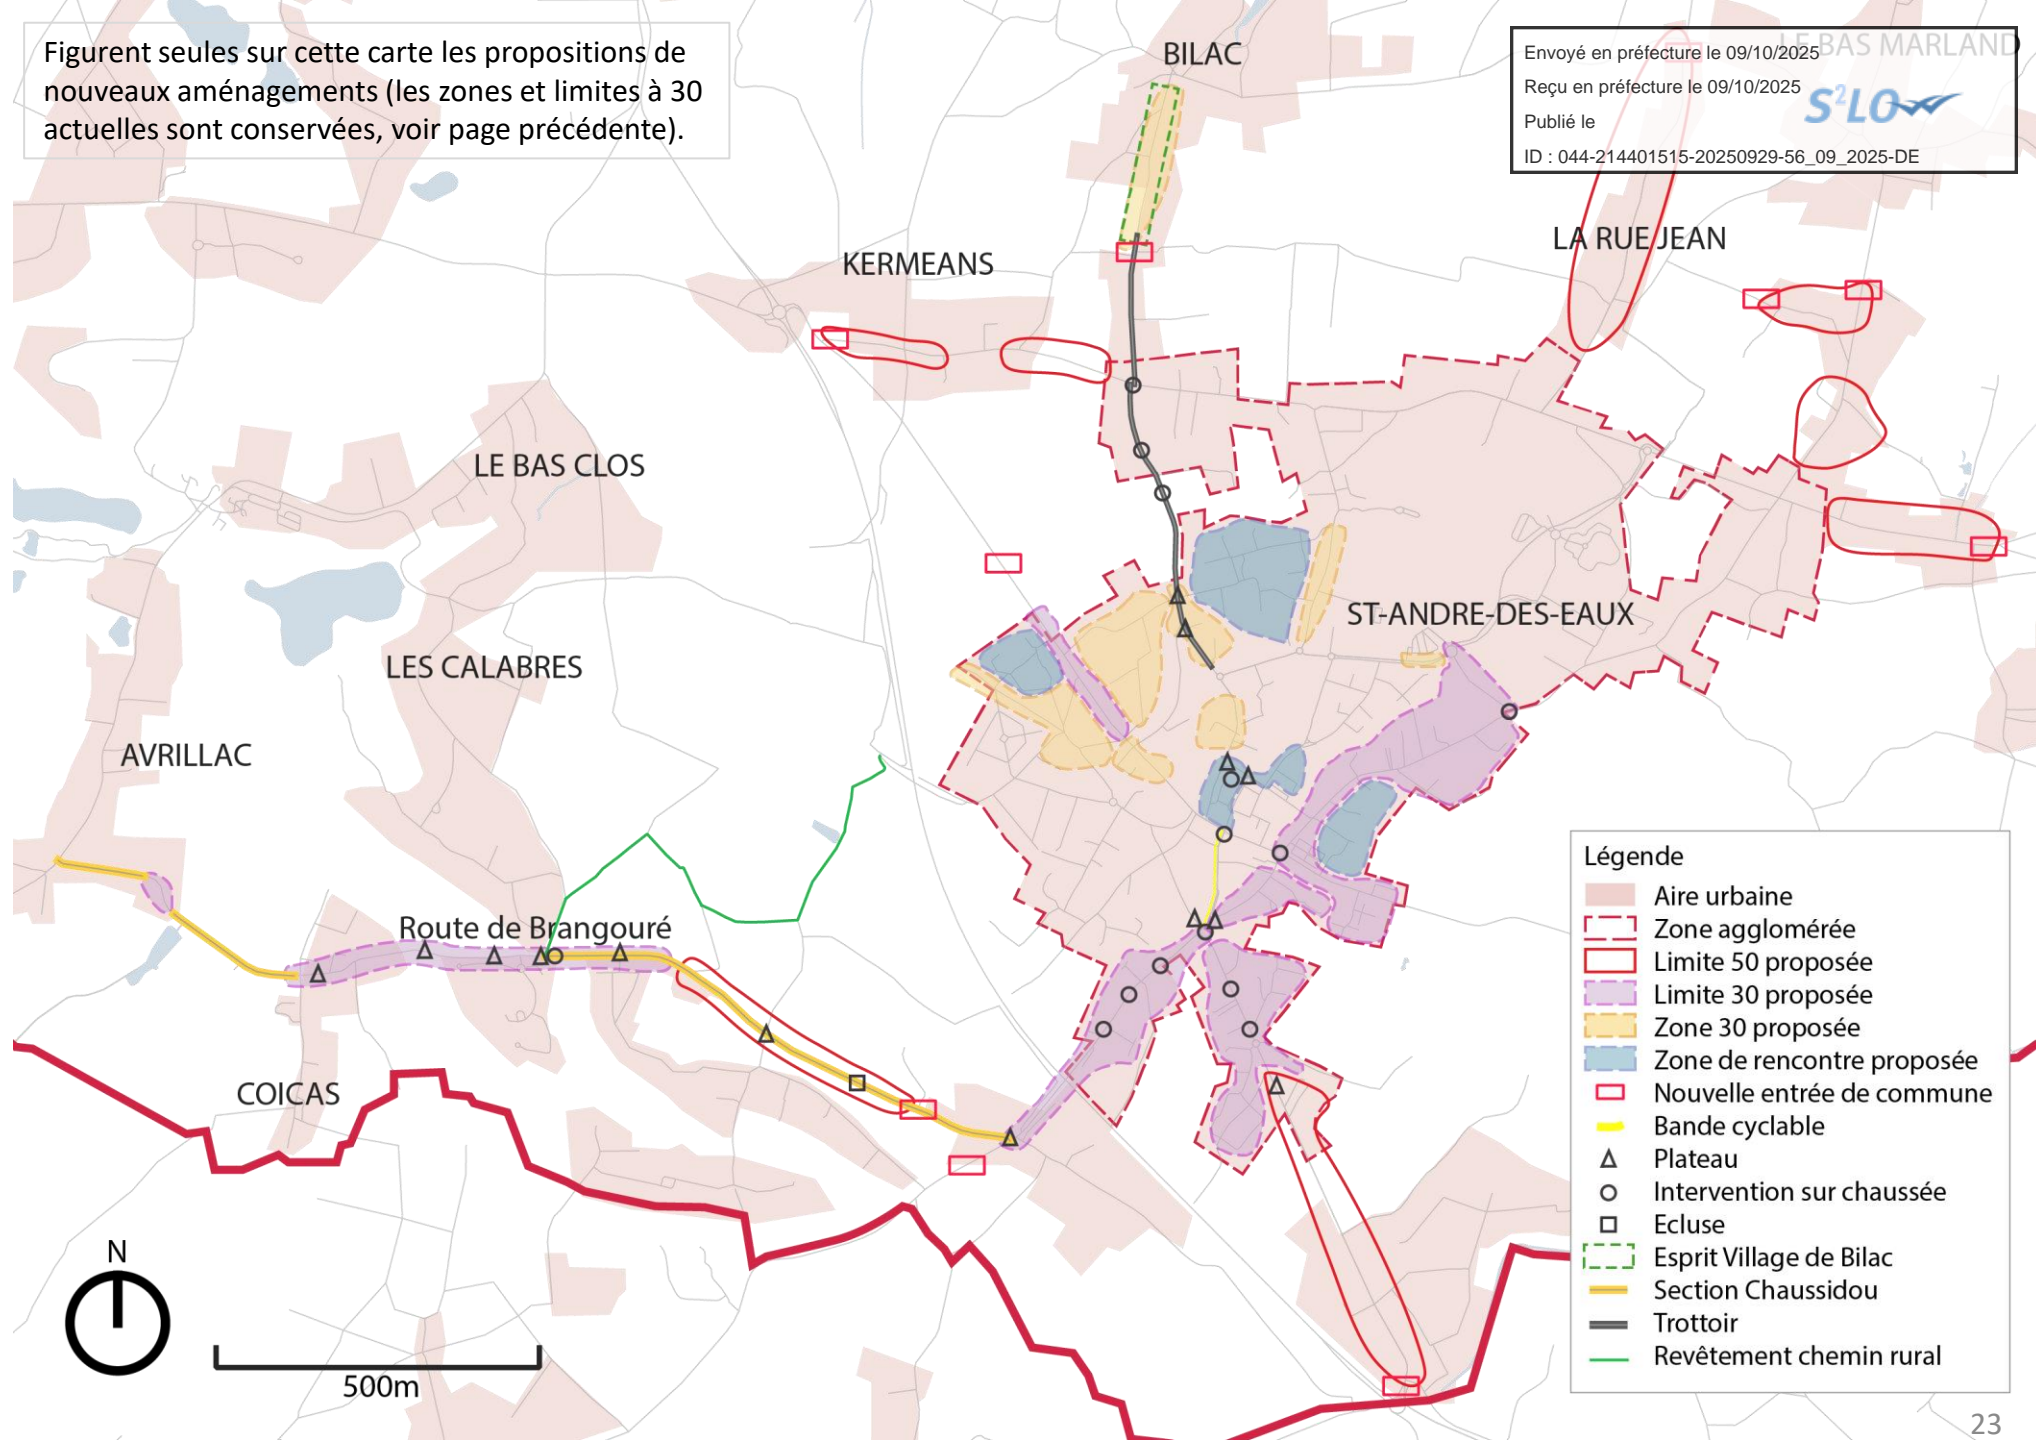 Figurent seules sur cette carte les propositions de
nouveaux aménagements (les zones et limites à 30
actuelles sont conservées, voir page précédente).
Envoyé en préfecture le 09/10/2025
Reçu en préfecture le 09/10/2025
Publié le
S²LO
ID : 044-214401515-20250929-56_09_2025-DE
LE BAS MARLAND
BILAC
LA RUE JEAN
KERMEANS
LE BAS CLOS
ST-ANDRE-DES-EAUX
LES CALABRES
AVRILLAC
Route de Brangouré
COICAS
N
500m
Légende
Aire urbaine
Zone agglomérée
Limite 50 proposée
Limite 30 proposée
Zone 30 proposée
Zone de rencontre proposée
Nouvelle entrée de commune
Bande cyclable
Plateau
Intervention sur chaussée
Ecluse
Esprit Village de Bilac
Section Chaussidou
Trottoir
Revêtement chemin rural
23